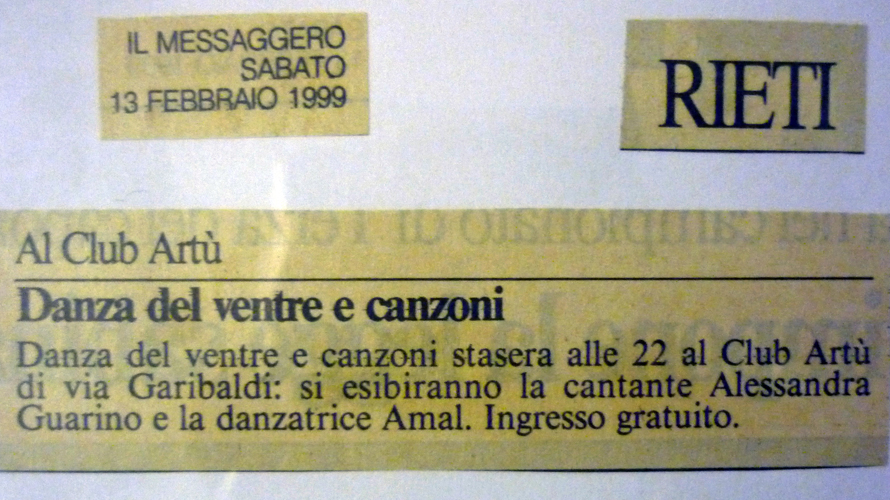 IL MESSAGGERO
SABATO
13 FEBBRAIO 1999
RIETI
Al Club Artù
Danza del ventre e canzoni
Danza del ventre e canzoni stasera alle 22 al Club Artù
di via Garibaldi: si esibiranno la cantante Alessandra
Guarino e la danzatrice Amal. Ingresso gratuito.